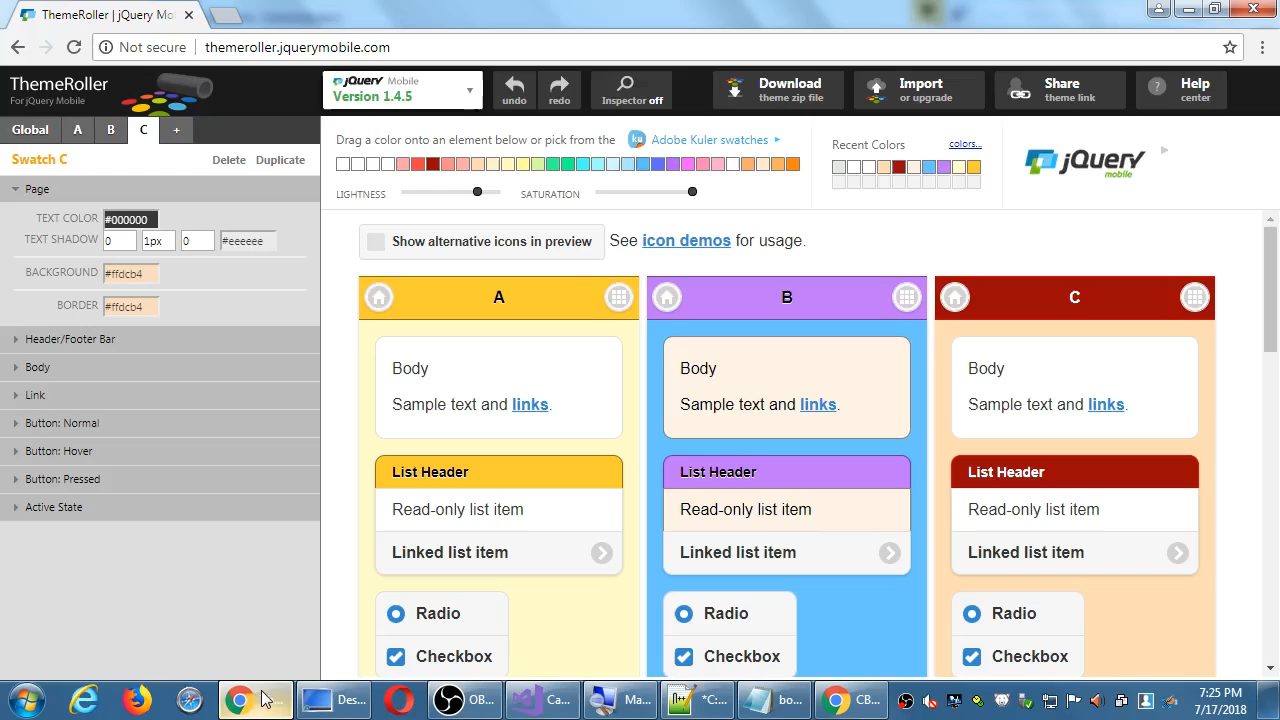 ThemeRoller | jQuery Mo
Not secure
themeroller.jquerymobile.com
ThemeRoller
For jQuery Mobile
jQuery Mobile
Version 1.4.5
undo
redo
Inspector off
Download
theme zip file
Import
or upgrade
Share
theme link
Help
center
Global
A
B
C
+
Swatch C
Delete
Duplicate
Page
TEXT COLOR
#000000
TEXT SHADOW
0
1px
0
#eeeeee
BACKGROUND
#ffdcb4
BORDER
#ffdcb4
Header/Footer Bar
Body
Link
Button: Normal
Button: Hover
Button: Pressed
Active State
Drag a color onto an element below or pick from the
ku
Adobe Kuler swatches
LIGHTNESS
SATURATION
Recent Colors
colors...
jQuery
mobile
Show alternative icons in preview
See icon demos for usage.
A
Body
Sample text and links.
List Header
Read-only list item
Linked list item
Radio
Checkbox
B
Body
Sample text and links.
List Header
Read-only list item
Linked list item
Radio
Checkbox
C
Body
Sample text and links.
List Header
Read-only list item
Linked list item
Radio
Checkbox
Des...
OB...
Ca...
Ma...
*C:...
bo...
CB...
7:25 PM
7/17/2018